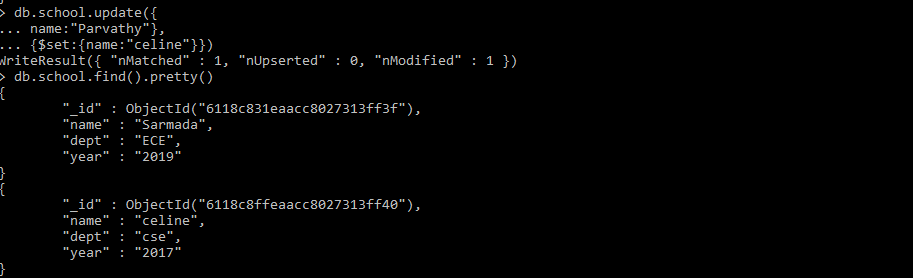 > db.school.update({
... name:"Parvathy"},
... {$set:{name:"celine"}})
WriteResult({ "nMatched" : 1, "nUpserted" : 0, "nModified" : 1 })
> db.school.find().pretty()
{
        "_id" : ObjectId("6118c831eaacc8027313ff3f"),
        "name" : "Sarmada",
        "dept" : "ECE",
        "year" : "2019"
}
{
        "_id" : ObjectId("6118c8ffeaacc8027313ff40"),
        "name" : "celine",
        "dept" : "cse",
        "year" : "2017"
}